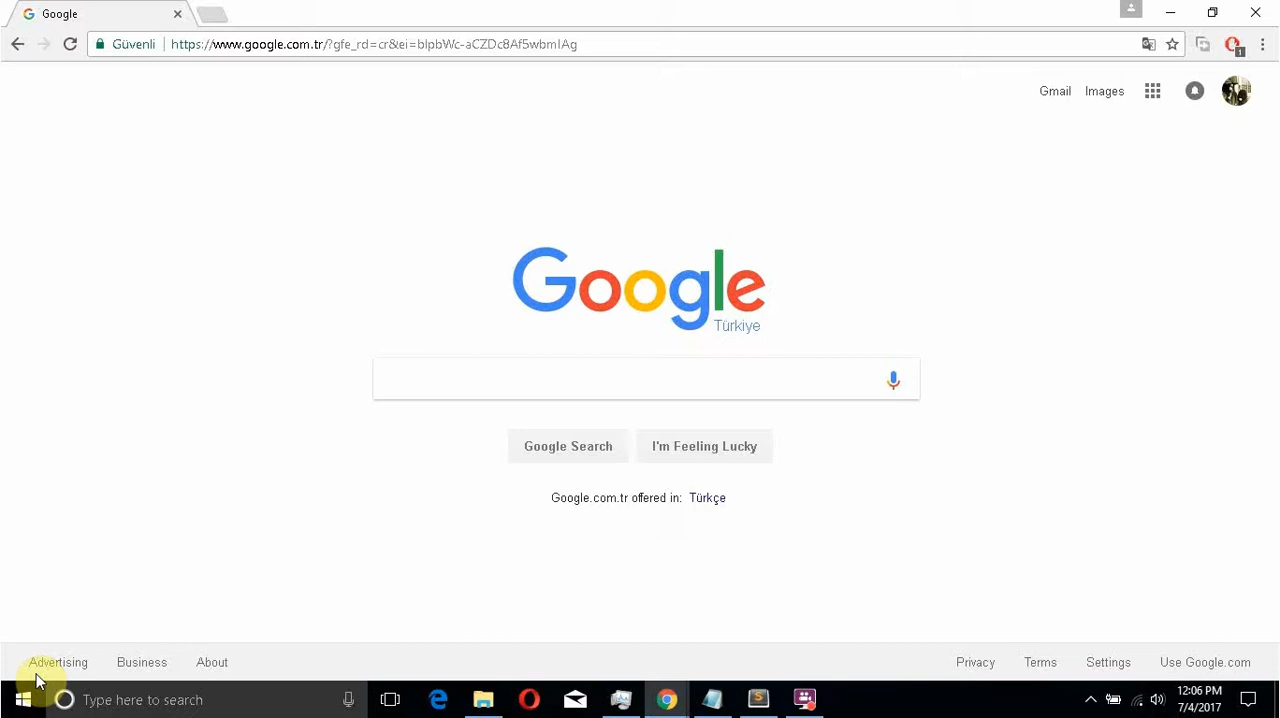 Google
Güvenli https://www.google.com.tr/?gfe_rd=cr&ei=blpbWc-aCZDc8Af5wbmIAg
1
Gmail Images
Google
Türkiye
Google Search I'm Feeling Lucky
Google.com.tr offered in: Türkçe
Advertising Business About Privacy Terms Settings Use Google.com
Type here to search
12:06 PM
7/4/2017